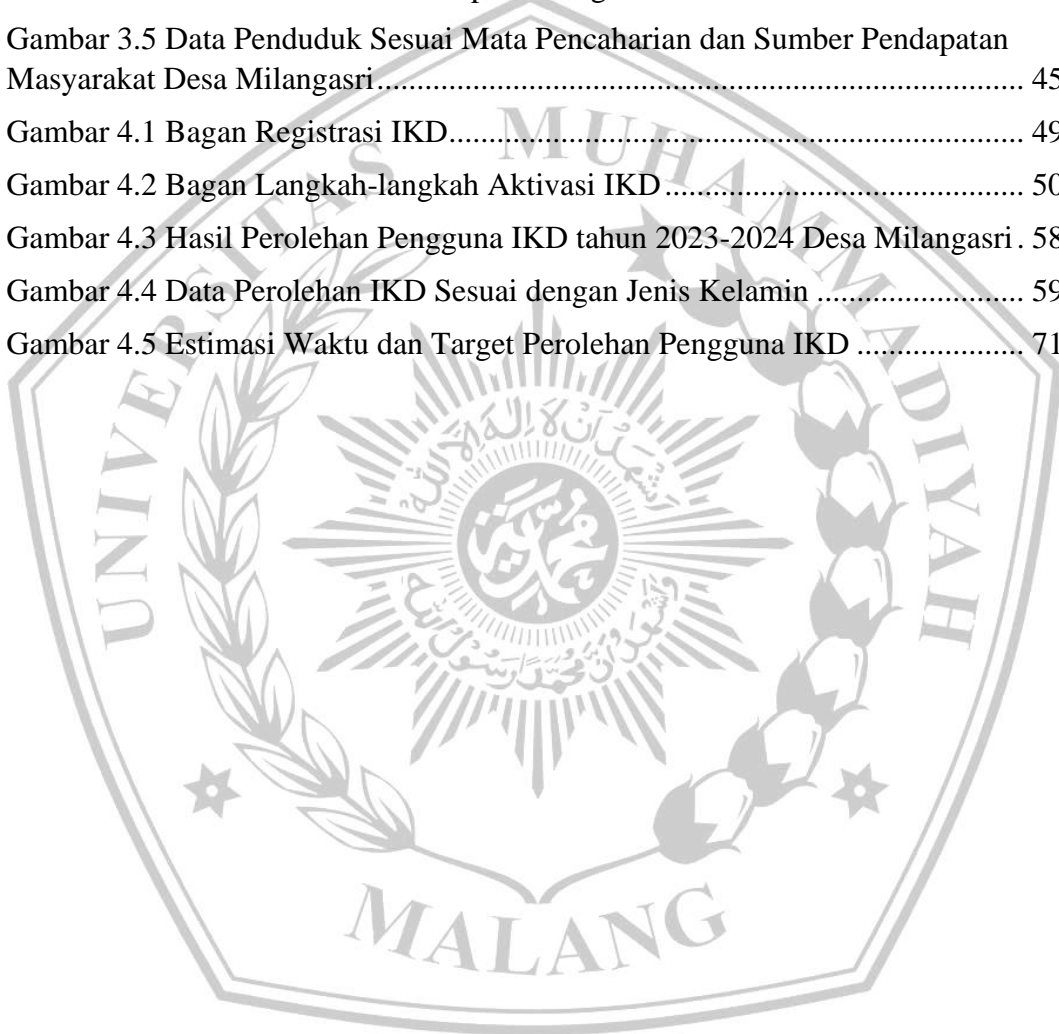 Gambar 3.5 Data Penduduk Sesuai Mata Pencaharian dan Sumber Pendapatan
Masyarakat Desa Milangasri........................................................................... 45
Gambar 4.1 Bagan Registrasi IKD.................................................................. 49
Gambar 4.2 Bagan Langkah-langkah Aktivasi IKD.......................................... 50
Gambar 4.3 Hasil Perolehan Pengguna IKD tahun 2023-2024 Desa Milangasri. 58
Gambar 4.4 Data Perolehan IKD Sesuai dengan Jenis Kelamin ........................ 59
Gambar 4.5 Estimasi Waktu dan Target Perolehan Pengguna IKD .................... 71
UNIVERSITAS MUHAMMADIYAH
MALANG